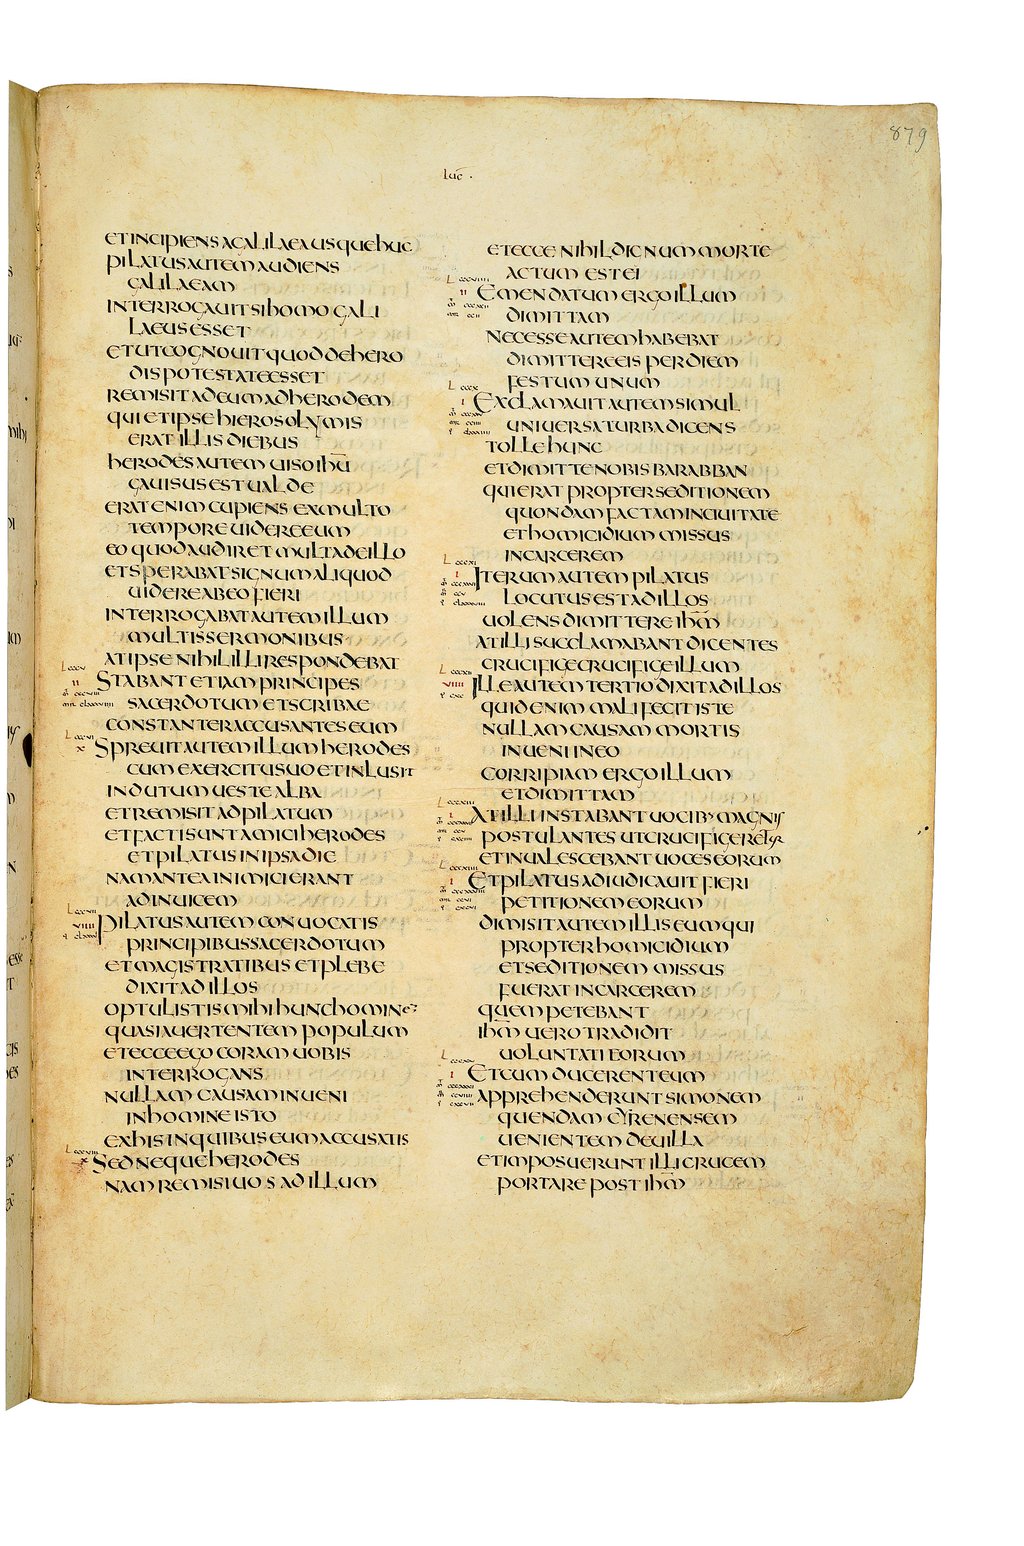 879
luc̄ .
ET INCIPIENS A GALILAEA USQUE HUC
PILATUS AUTEM AUDIENS
GALILAEAM
INTERROGAUIT SI HOMO GALI
LAEUS ESSET
ET UT COGNOUIT QUOD DE HERO
DIS POTESTATE ESSET
REMISIT AD EUM AD HERODEM
QUI ET IPSE HIEROSOLYMIS
ERAT ILLIS DIEBUS
HERODES AUTEM UISO IHŪ
GAUISUS EST UALDE
ERAT ENIM CUPIENS EX MULTO
TEMPORE UIDERE EUM
EO QUOD AUDIRET MULTA DE ILLO
ET SPERABAT SIGNUM ALIQUOD
UIDERE AB EO FIERI
INTERROGABAT AUTEM ILLUM
MULTIS SERMONIBUS
AT IPSE NIHIL ILLI RESPONDEBAT
STABANT ETIAM PRINCIPES
SACERDOTUM ET SCRIBAE
CONSTANTER ACCUSANTES EUM
SPREUIT AUTEM ILLUM HERODES
CUM EXERCITU SUO ET INLUSIT
INDUTUM UESTE ALBA
ET REMISIT AD PILATUM
ET FACTI SUNT AMICI HERODES
ET PILATUS IN IPSA DIE
NAM ANTEA INIMICI ERANT
AD INUICEM
PILATUS AUTEM CONUOCATIS
PRINCIPIBUS SACERDOTUM
ET MAGISTRATIBUS ET PLEBE
DIXIT AD ILLOS
OPTULISTIS MIHI HUNC HOMINE
QUASI AUERTENTEM POPULUM
ET ECCE EGO CORAM UOBIS
INTERROGANS
NULLAM CAUSAM INUENI
IN HOMINE ISTO
EX HIS IN QUIBUS EUM ACCUSATIS
SED NEQUE HERODES
NAM REMISI UOS AD ILLUM
ET ECCE NIHIL DIGNUM MORTE
ACTUM EST EI
EMENDATUM ERGO ILLUM
DIMITTAM
NECESSE AUTEM HABEBAT
DIMITTERE EIS PER DIEM
FESTUM UNUM
EXCLAMAUIT AUTEM SIMUL
UNIUERSA TURBA DICENS
TOLLE HUNC
ET DIMITTE NOBIS BARABBAN
QUI ERAT PROPTER SEDITIONEM
QUONDAM FACTAM IN CIUITATE
ET HOMICIDIUM MISSUS
IN CARCEREM
ITERUM AUTEM PILATUS
LOCUTUS EST AD ILLOS
UOLENS DIMITTERE IHM̄
AT ILLI SUCCLAMABANT DICENTES
CRUCIFIGE CRUCIFIGE ILLUM
ILLE AUTEM TERTIO DIXIT AD ILLOS
QUID ENIM MALI FECIT ISTE
NULLAM CAUSAM MORTIS
INUENI IN EO
CORRIPIAM ERGO ILLUM
ET DIMITTAM
AT ILLI INSTABANT UOCIB; MAGNIS
POSTULANTES UT CRUCIFIGERETUR
ET INUALESCEBANT UOCES EORUM
ET PILATUS ADIUDICAUIT FIERI
PETITIONEM EORUM
DIMISIT AUTEM ILLIS EUM QUI
PROPTER HOMICIDIUM
ET SEDITIONEM MISSUS
FUERAT IN CARCEREM
QUEM PETEBANT
IHM̄ UERO TRADIDIT
UOLUNTATI EORUM
ET CUM DUCERENT EUM
APPREHENDERUNT SIMONEM
QUENDAM CYRENENSEM
UENIENTEM DE UILLA
ET IMPOSUERUNT ILLI CRUCEM
PORTARE POST IHM̄